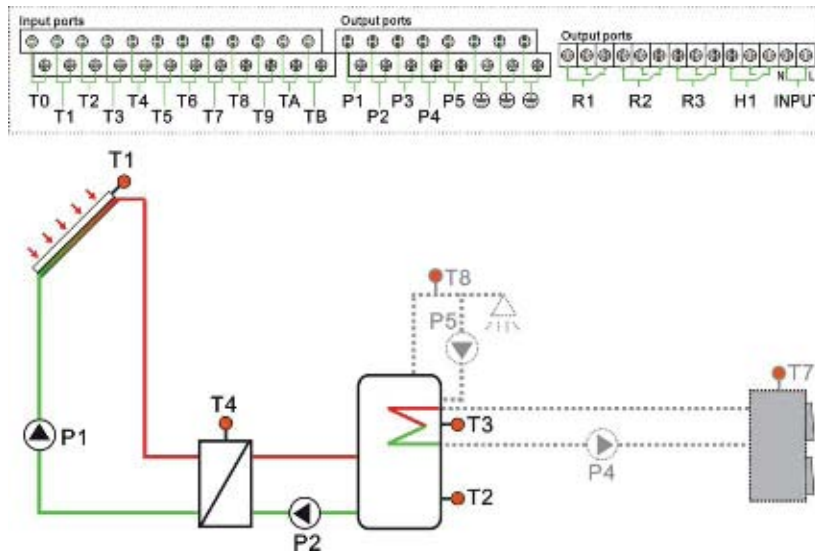 Input ports Output ports
Output ports
T0 T2 T4 T6 T8 TA P1 P3 P5
T1 T3 T5 T7 T9 TB P2 P4
R1 R2 R3 H1 INPUT
N L
T1
T8
P5
T7
T4
T3
P1
P4
T2
P2